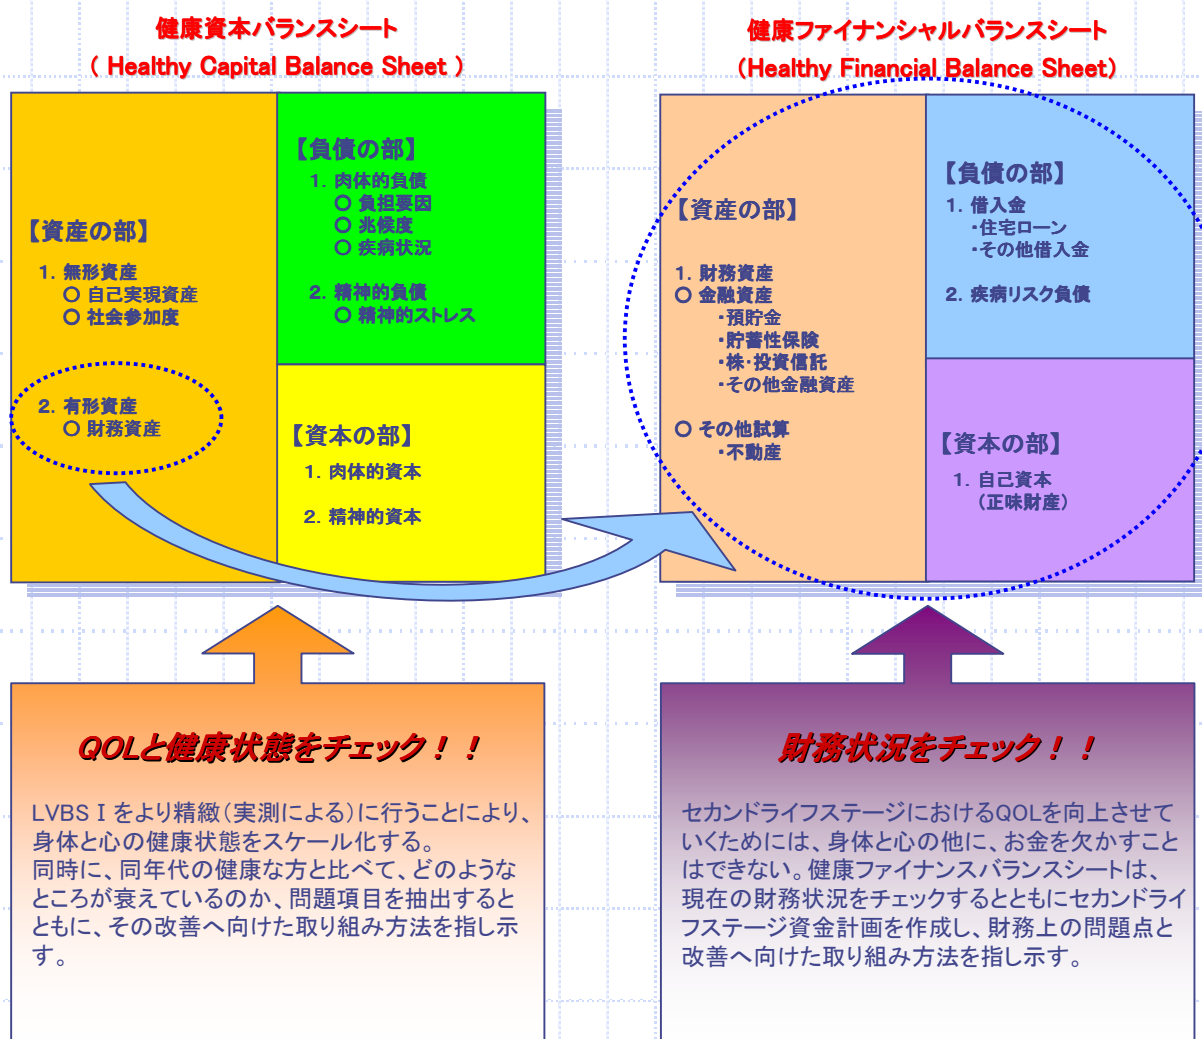 健康資本バランスシート
( Healthy Capital Balance Sheet )
【資産の部】
1. 無形資産
○ 自己実現資産
○ 社会参加度
2. 有形資産
○ 財務資産
【負債の部】
1. 肉体的負債
○ 負担要因
○ 兆候度
○ 疾病状況
2. 精神的負債
○ 精神的ストレス
【資本の部】
1. 肉体的資本
2. 精神的資本
健康ファイナンシャルバランスシート
(Healthy Financial Balance Sheet)
【資産の部】
1. 財務資産
○ 金融資産
・預貯金
・貯蓄性保険
・株・投資信託
・その他金融資産
○ その他試算
・不動産
【負債の部】
1. 借入金
・住宅ローン
・その他借入金
2. 疾病リスク負債
【資本の部】
1. 自己資本
（正味財産）
QOLと健康状態をチェック！！
LVBSⅠをより精緻（実測による）に行うことにより、
身体と心の健康状態をスケール化する。
同時に、同年代の健康な方と比べて、どのような
ところが衰えているのか、問題項目を抽出すると
ともに、その改善へ向けた取り組み方法を指し示
す。
財務状況をチェック！！
セカンドライフステージにおけるQOLを向上させて
いくためには、身体と心の他に、お金を欠かすこと
はできない。健康ファイナンスバランスシートは、
現在の財務状況をチェックするとともにセカンドライ
フステージ資金計画を作成し、財務上の問題点と
改善へ向けた取り組み方法を指し示す。